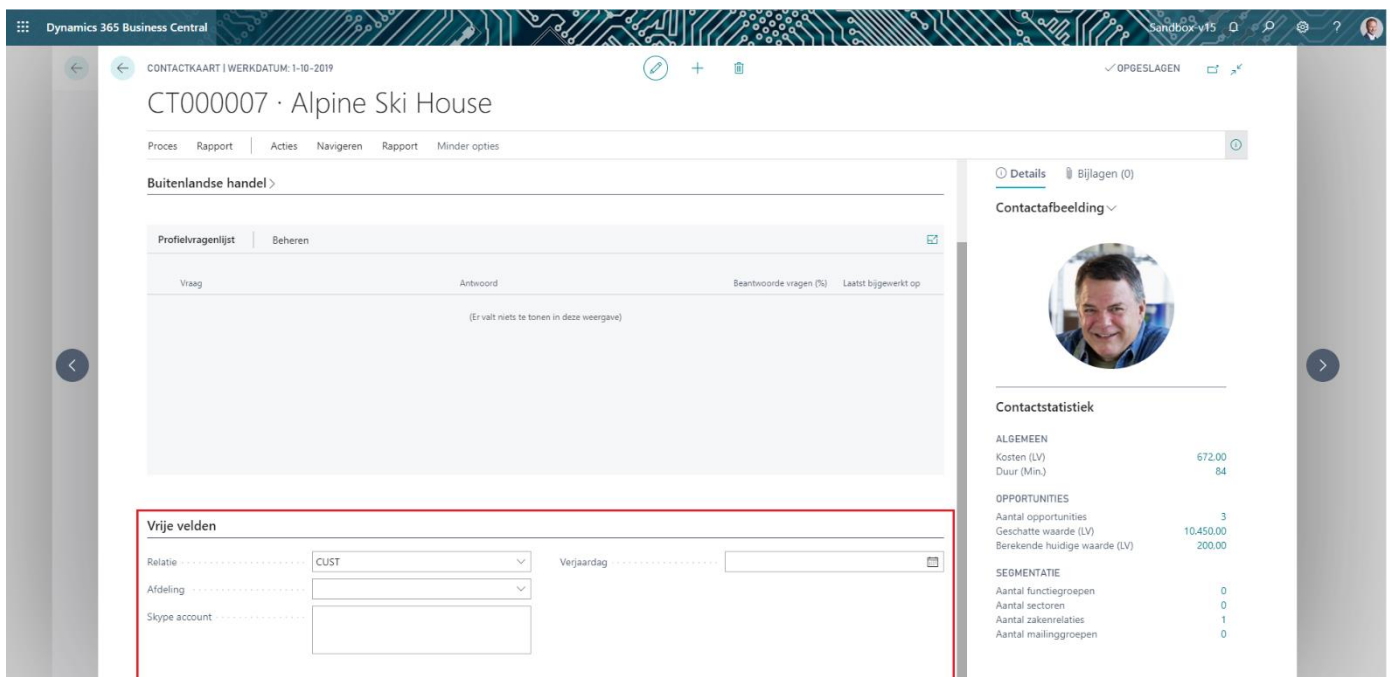 Dynamics 365 Business Central
Sandbox-v15
?
CONTACTKAART | WERKDATUM: 1-10-2019
OPGESLAGEN
CT000007 · Alpine Ski House
Proces Rapport Acties Navigeren Rapport Minder opties
Buitenlandse handel
Profielvragenlijst Beheren
Vraag Antwoord Beantwoorde vragen (%) Laatst bijgewerkt op
(Er valt niets te tonen in deze weergave)
Vrije velden
Relatie CUST Verjaardag
Afdeling
Skype account
Details Bijlagen (0)
Contactafbeelding
Contactstatistiek
ALGEMEEN
Kosten (LV) 672,00
Duur (Min.) 84
OPPORTUNITIES
Aantal opportunities 3
Geschatte waarde (LV) 10.450,00
Berekende huidige waarde (LV) 200,00
SEGMENTATIE
Aantal functiegroepen 0
Aantal sectoren 0
Aantal zakenrelaties 1
Aantal mailinggroepen 0